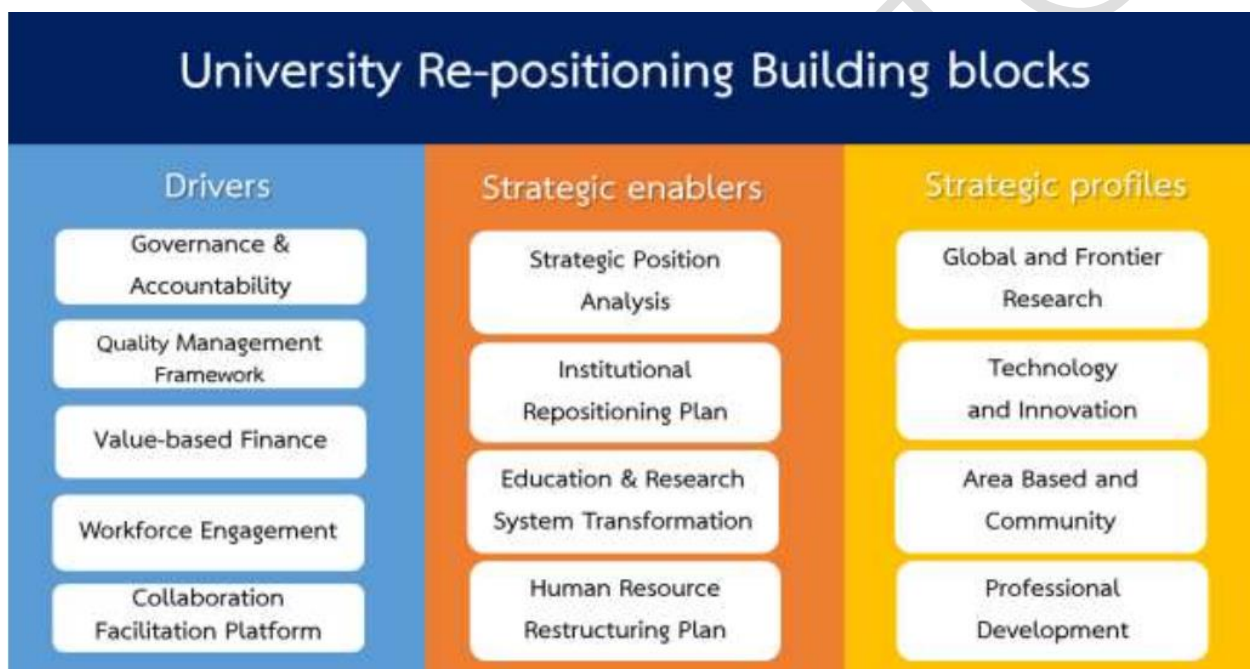 University Re-positioning Building blocks
Drivers
Governance &
Accountability
Quality Management
Framework
Value-based Finance
Workforce Engagement
Collaboration
Facilitation Platform
Strategic enablers
Strategic Position
Analysis
Institutional
Repositioning Plan
Education & Research
System Transformation
Human Resource
Restructuring Plan
Strategic profiles
Global and Frontier
Research
Technology
and Innovation
Area Based and
Community
Professional
Development